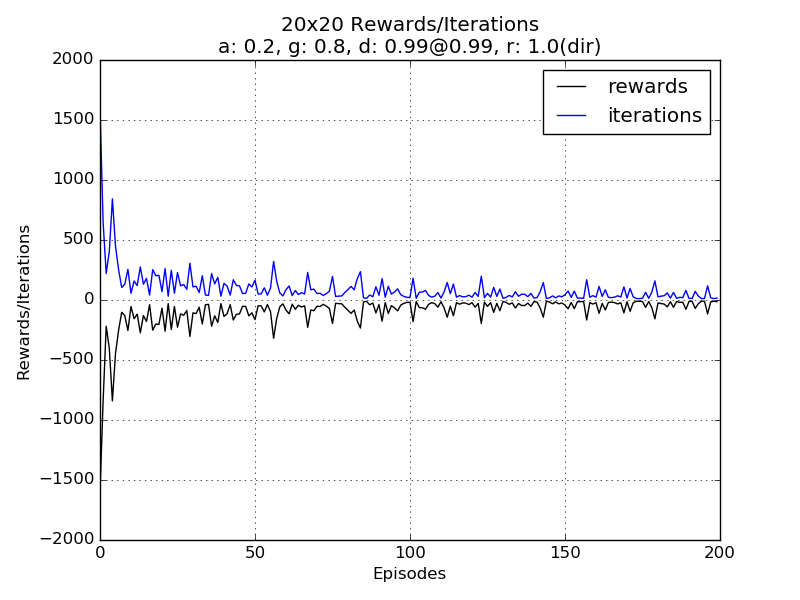 20x20 Rewards/Iterations
a: 0.2, g: 0.8, d: 0.99@0.99, r: 1.0(dir)
rewards
iterations
2000
1500
1000
500
0
−500
−1000
−1500
−2000
Rewards/Iterations
0 50 100 150 200
Episodes